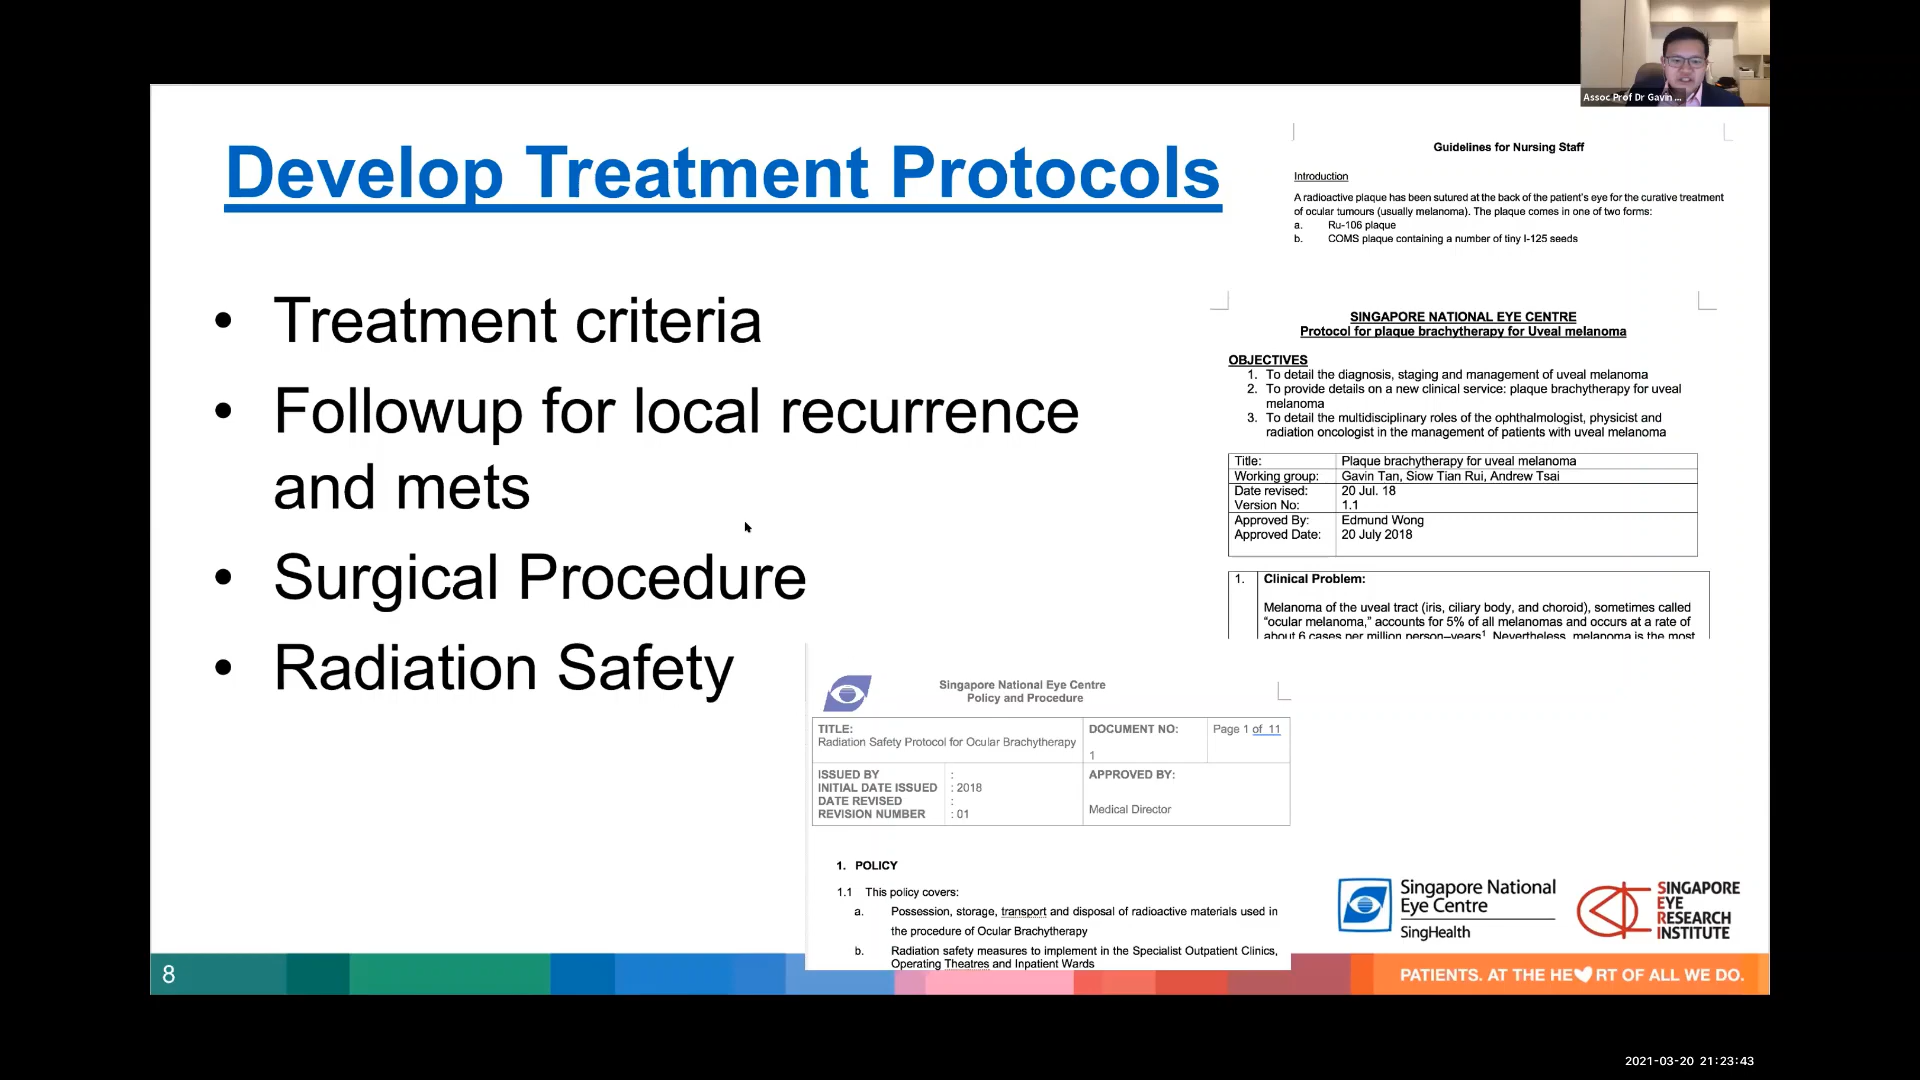 Assoc Prof Dr Gavin ...
Develop Treatment Protocols
• Treatment criteria
• Followup for local recurrence
and mets
• Surgical Procedure
• Radiation Safety
Guidelines for Nursing Staff
Introduction
A radioactive plaque has been sutured at the back of the patient's eye for the curative treatment
of ocular tumours (usually melanoma). The plaque comes in one of two forms:
a. Ru-106 plaque
b. COMS plaque containing a number of tiny I-125 seeds
SINGAPORE NATIONAL EYE CENTRE
Protocol for plaque brachytherapy for Uveal melanoma
OBJECTIVES
1. To detail the diagnosis, staging and management of uveal melanoma
2. To provide details on a new clinical service: plaque brachytherapy for uveal
melanoma
3. To detail the multidisciplinary roles of the ophthalmologist, physicist and
radiation oncologist in the management of patients with uveal melanoma
Title: Plaque brachytherapy for uveal melanoma
Working group: Gavin Tan, Siow Tian Rui, Andrew Tsai
Date revised: 20 Jul. 18
Version No: 1.1
Approved By: Edmund Wong
Approved Date: 20 July 2018
1. Clinical Problem:
Melanoma of the uveal tract (iris, ciliary body, and choroid), sometimes called
“ocular melanoma,” accounts for 5% of all melanomas and occurs at a rate of
about 6 cases per million person–years1. Nevertheless, melanoma is the most
Singapore National Eye Centre
Policy and Procedure
TITLE: DOCUMENT NO: Page 1 of 11
Radiation Safety Protocol for Ocular Brachytherapy
1
ISSUED BY : APPROVED BY:
INITIAL DATE ISSUED : 2018
DATE REVISED :
Medical Director
REVISION NUMBER : 01
1. POLICY
1.1 This policy covers:
a. Possession, storage, transport and disposal of radioactive materials used in
the procedure of Ocular Brachytherapy
b. Radiation safety measures to implement in the Specialist Outpatient Clinics,
Operating Theatres and Inpatient Wards
Singapore National
Eye Centre
SingHealth
SINGAPORE
EYE
RESEARCH
INSTITUTE
8
PATIENTS. AT THE HE RT OF ALL WE DO.
2021-03-20 21:23:43